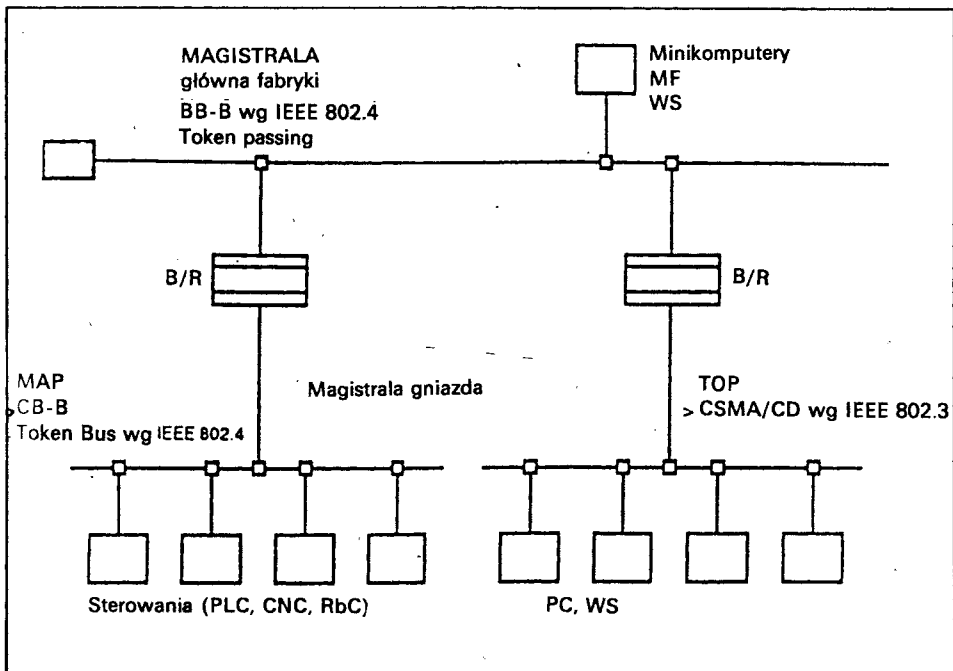 MAGISTRALA
główna fabryki
BB-B wg IEEE 802.4
Token passing
Minikomputery
MF
WS
B/R
B/R
MAP
CB-B
Token Bus wg IEEE 802.4
Magistrala gniazda
TOP
> CSMA/CD wg IEEE 802.3
Sterowania (PLC, CNC, RbC)
PC, WS